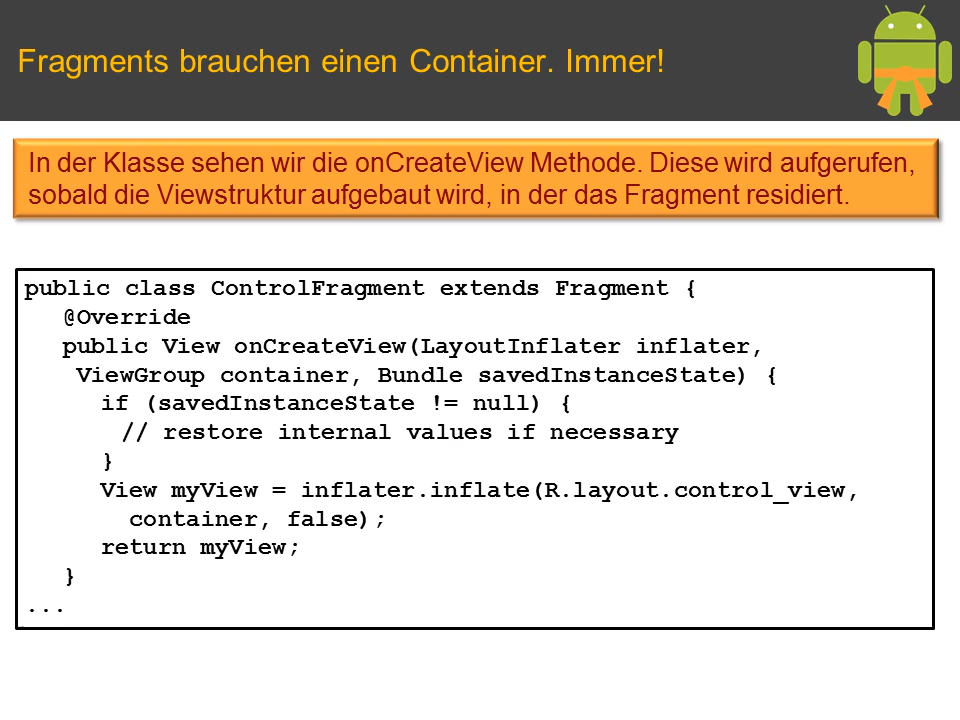 Fragments brauchen einen Container. Immer!
In der Klasse sehen wir die onCreateView Methode. Diese wird aufgerufen,
sobald die Viewstruktur aufgebaut wird, in der das Fragment residiert.
public class ControlFragment extends Fragment {
@Override
public View onCreateView(LayoutInflater inflater,
ViewGroup container, Bundle savedInstanceState) {
if (savedInstanceState != null) {
// restore internal values if necessary
}
View myView = inflater.inflate(R.layout.control_view,
container, false);
return myView;
}
...